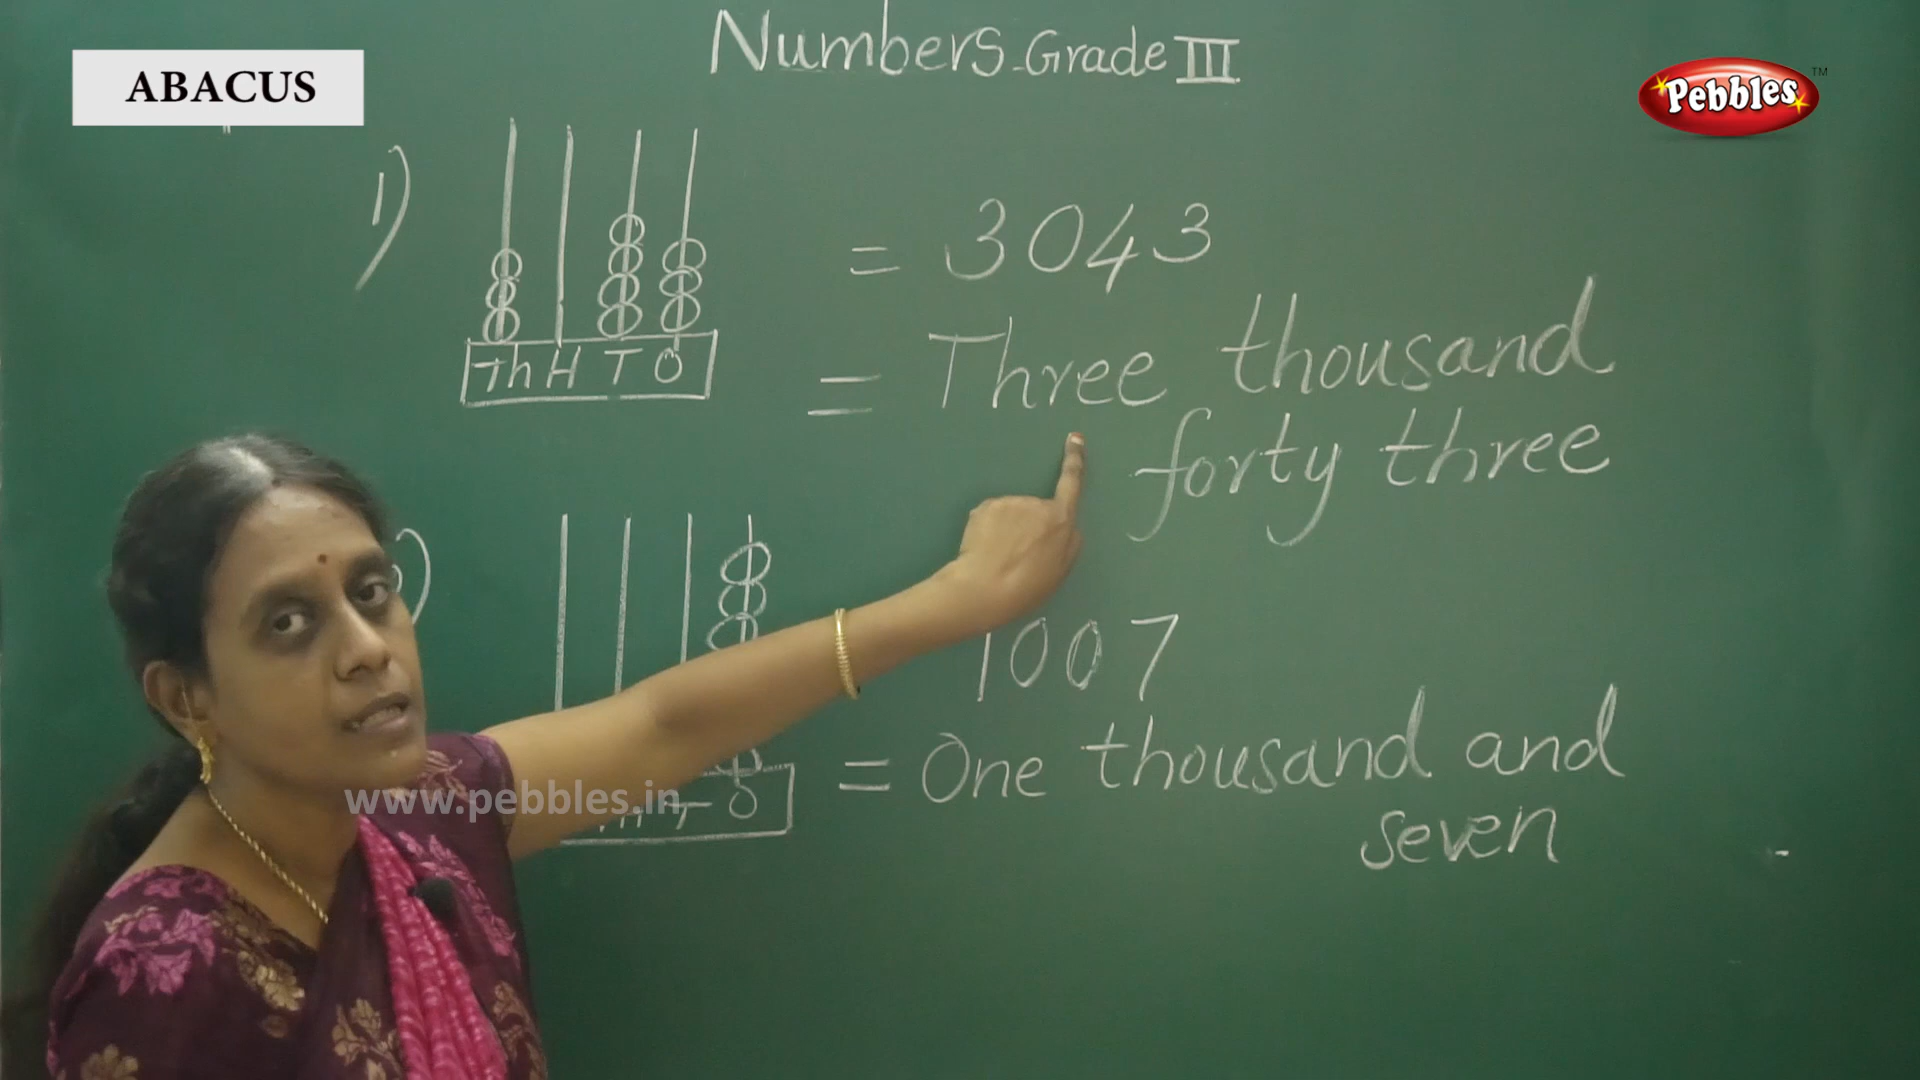 Numbers-Grade III
ABACUS
Pebbles TM
1)
Th H T O
= 3043
= Three thousand
forty three
)
1007
= One thousand and
seven
O
www.pebbles.in